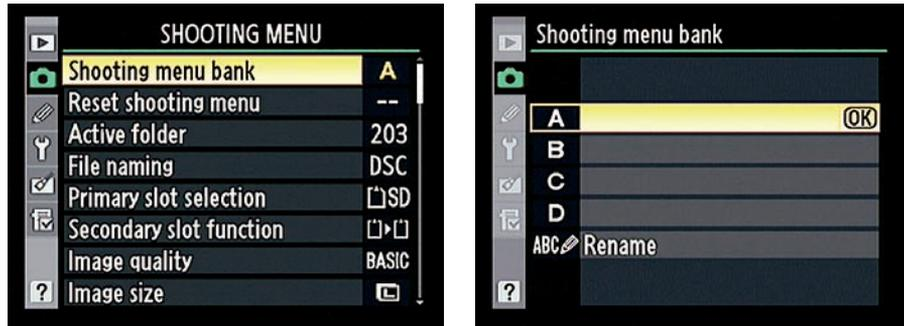 SHOOTING MENU
Shooting menu bank A
Reset shooting menu --
Active folder 203
File naming DSC
Primary slot selection SD
Secondary slot function
Image quality BASIC
Image size L
?
Shooting menu bank
A OK
B
C
D
ABC Rename
?